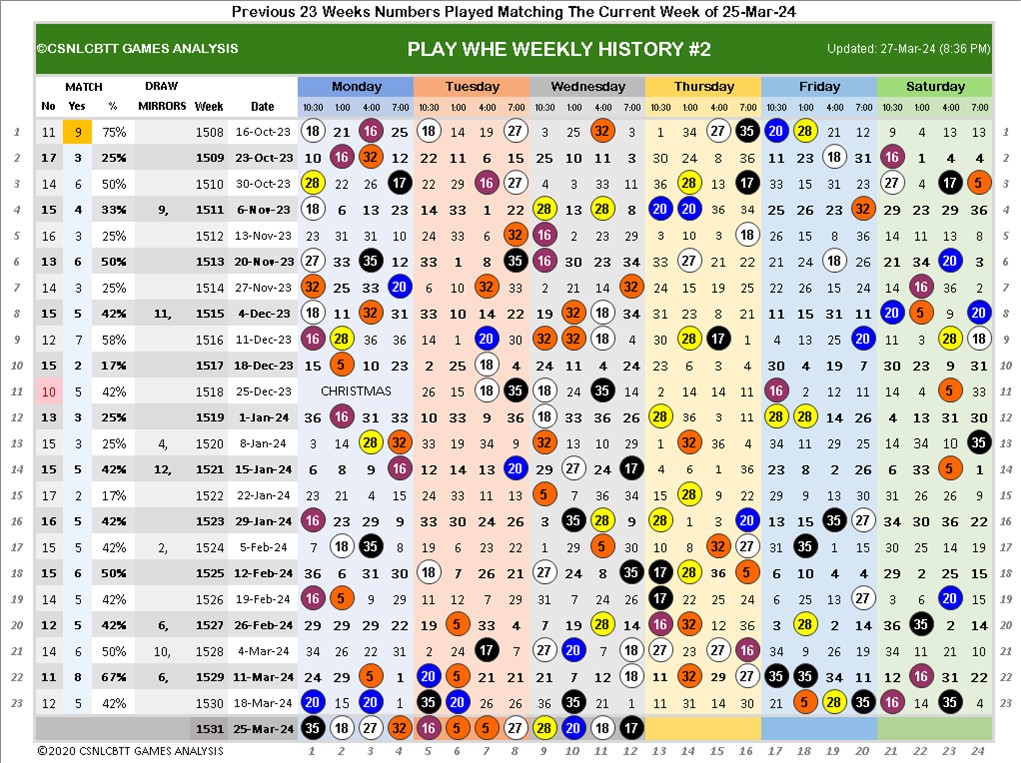 Previous 23 Weeks Numbers Played Matching The Current Week of 25-Mar-24
©CSNLCBTT GAMES ANALYSIS PLAY WHE WEEKLY HISTORY #2 Updated: 27-Mar-24 (8:36 PM)
MATCH DRAW Monday Tuesday Wednesday Thursday Friday Saturday
No Yes % MIRRORS Week Date 10:30 1:00 4:00 7:00 10:30 1:00 4:00 7:00 10:30 1:00 4:00 7:00 10:30 1:00 4:00 7:00 10:30 1:00 4:00 7:00 10:30 1:00 4:00 7:00
1 11 9 75% 1508 16-Oct-23 18 21 16 25 18 14 19 27 3 25 32 3 1 34 27 35 20 28 21 12 9 4 13 13 1
2 17 3 25% 1509 23-Oct-23 10 16 32 12 22 11 6 15 25 10 11 3 30 24 8 36 11 23 18 31 16 1 4 4 2
3 14 6 50% 1510 30-Oct-23 28 22 26 17 22 29 16 27 4 3 33 11 36 28 13 17 33 15 31 23 27 4 17 5 3
4 15 4 33% 9, 1511 6-Nov-23 18 6 13 23 14 33 1 22 28 13 28 8 20 20 36 34 25 26 23 32 29 23 29 36 4
5 16 3 25% 1512 13-Nov-23 23 31 31 10 24 33 6 32 16 2 23 29 3 10 3 18 26 15 8 36 14 11 13 9 5
6 13 6 50% 1513 20-Nov-23 27 33 35 12 33 1 8 35 16 30 23 34 33 27 21 22 6 24 18 26 21 34 20 3 6
7 14 3 25% 1514 27-Nov-23 32 25 33 20 6 10 32 33 2 21 14 32 24 15 19 25 22 7 15 24 14 16 36 2 7
8 15 5 42% 11, 1515 4-Dec-23 18 11 32 31 33 10 14 22 19 32 18 34 31 23 8 21 11 15 31 11 20 5 9 20 8
9 12 7 58% 1516 11-Dec-23 16 28 36 36 14 1 20 9 32 32 18 4 30 28 17 1 4 13 25 20 11 3 28 18 9
10 15 2 17% 1517 18-Dec-23 15 5 10 23 2 25 18 4 24 11 4 24 23 6 3 4 30 4 19 7 30 23 9 31 10
11 10 5 42% 1518 25-Dec-23 CHRISTMAS 26 15 18 35 18 24 35 14 2 14 14 11 16 2 12 11 14 4 5 33 11
12 13 3 25% 1519 1-Jan-24 36 16 31 33 10 33 9 36 18 33 36 26 28 12 3 11 28 28 14 26 4 13 31 30 12
13 15 3 25% 4, 1520 8-Jan-24 3 14 28 32 33 19 34 9 32 13 10 29 1 32 36 4 34 11 29 25 14 34 10 35 13
14 15 5 42% 12, 1521 15-Jan-24 6 8 9 16 12 14 13 20 29 27 24 17 4 6 1 36 23 8 2 26 6 33 5 1 14
15 17 2 17% 1522 22-Jan-24 23 21 4 15 24 33 11 13 5 7 36 34 15 28 9 22 29 9 13 30 31 26 26 9 15
16 16 5 42% 1523 29-Jan-24 16 23 29 9 33 30 24 26 3 35 28 9 28 1 3 20 13 15 35 27 34 30 36 22 16
17 15 5 42% 2, 1524 5-Feb-24 7 18 35 8 19 6 23 22 1 29 5 30 10 8 32 27 31 35 1 15 30 25 14 19 17
18 15 6 50% 1525 12-Feb-24 36 6 31 30 18 7 26 21 27 24 8 35 17 28 36 5 6 10 4 4 29 2 25 15 18
19 14 5 42% 1526 19-Feb-24 16 5 9 29 11 12 7 29 31 7 24 26 17 22 25 24 6 25 13 27 3 6 20 15 19
20 12 5 42% 6, 1527 26-Feb-24 29 29 29 22 19 5 33 4 7 19 28 14 16 32 12 36 3 28 2 14 36 35 2 14 20
21 14 6 50% 10, 1528 4-Mar-24 34 26 22 31 2 24 17 7 27 20 7 18 27 23 27 16 34 9 26 19 34 11 21 10 21
22 11 8 67% 6, 1529 11-Mar-24 24 29 5 1 20 5 21 21 21 7 12 18 11 32 29 27 35 35 34 11 12 16 31 22 22
23 12 5 42% 1530 18-Mar-24 20 15 20 1 35 20 26 26 36 35 21 1 11 31 14 30 21 5 28 35 16 14 35 4 23
1531 25-Mar-24 35 18 27 32 16 5 5 27 28 20 18 17
©2020 CSNLCBTT GAMES ANALYSIS 1 2 3 4 5 6 7 8 9 10 11 12 13 14 15 16 17 18 19 20 21 22 23 24